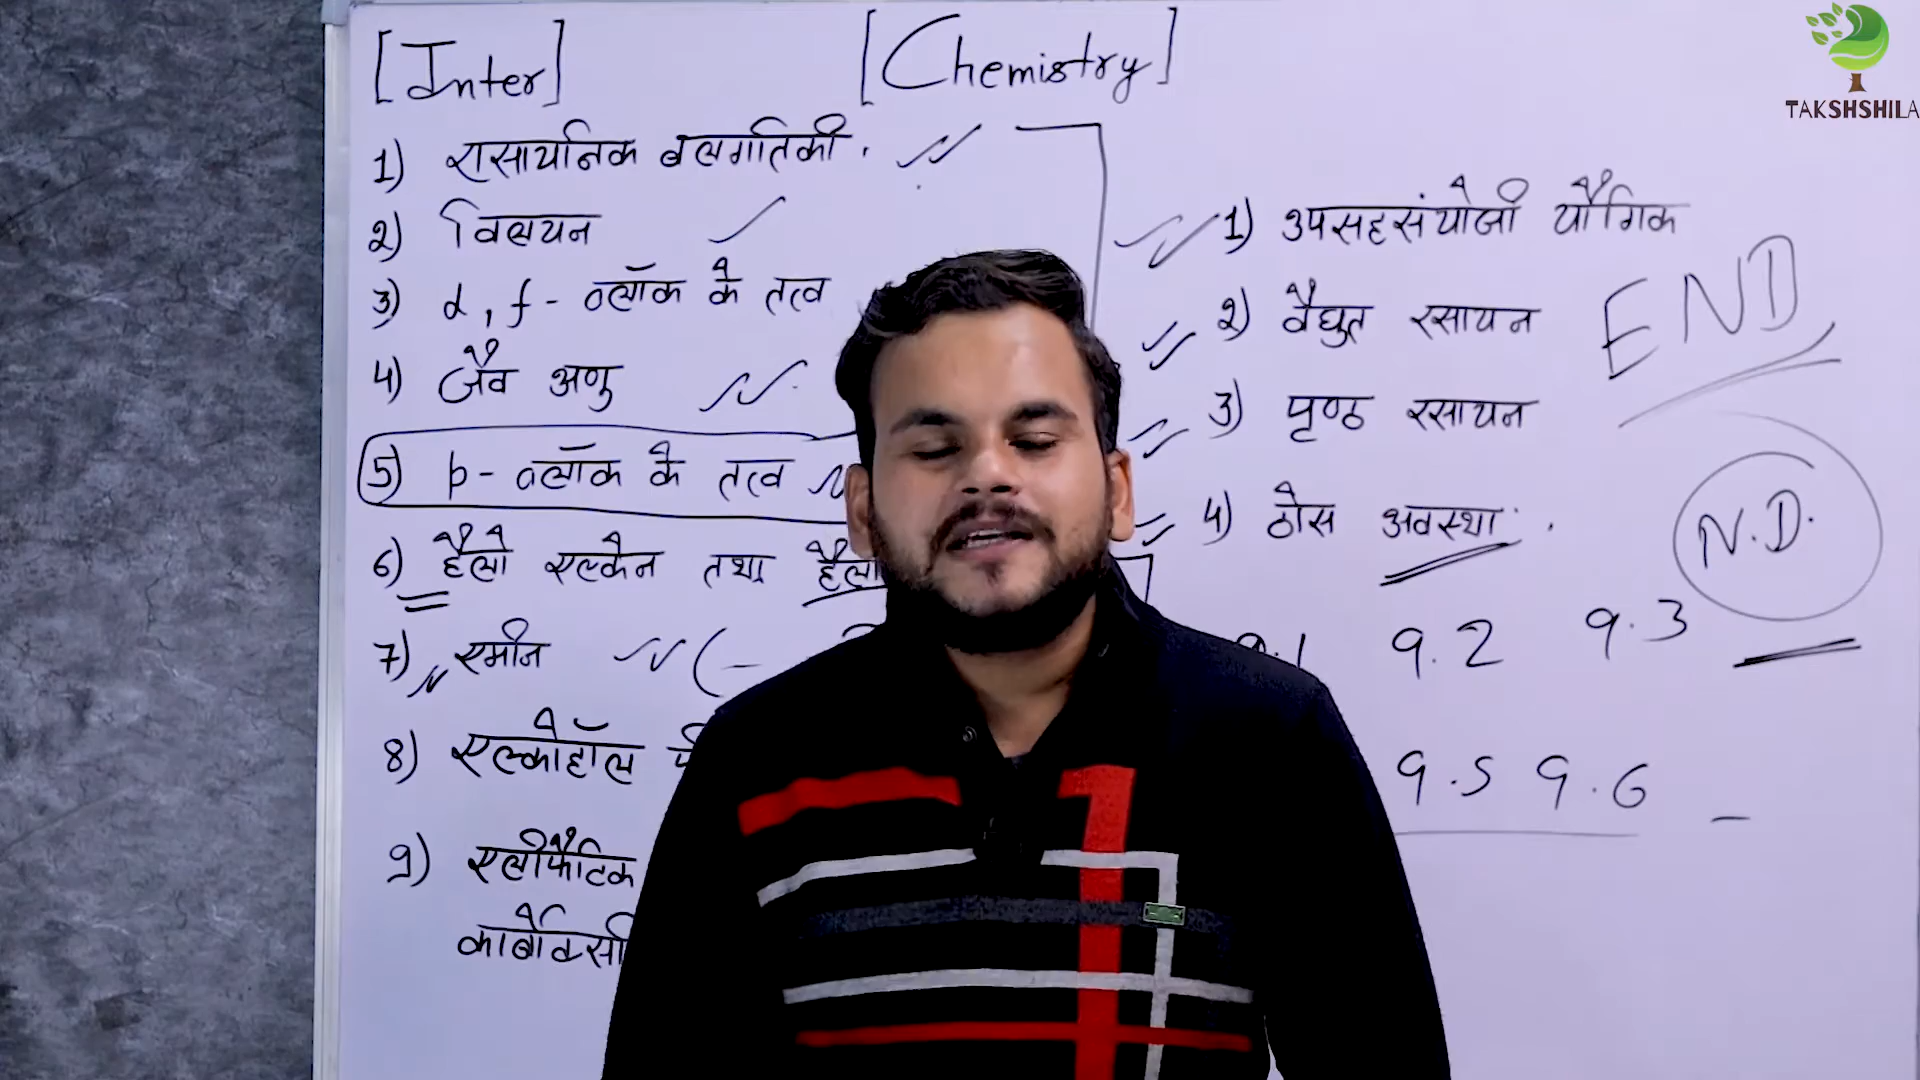 [Inter] [Chemistry]
1) रासायनिक बलगतिकी.
2) विलयन
3) d, f - ब्लॉक के तत्व
4) जैव अणु
5) p - ब्लॉक के तत्व
6) हैलो एल्केन तथा हैलो
7) एमीन
8) एल्कोहॉल
9) एलीफैटिक
कार्बोक्सी
1) उपसहसंयोजी यौगिक
2) वैद्युत रसायन
3) पृष्ठ रसायन
4) ठोस अवस्था
END
N.D.
9.2 9.3
9.5 9.6
TAKSHSHILA